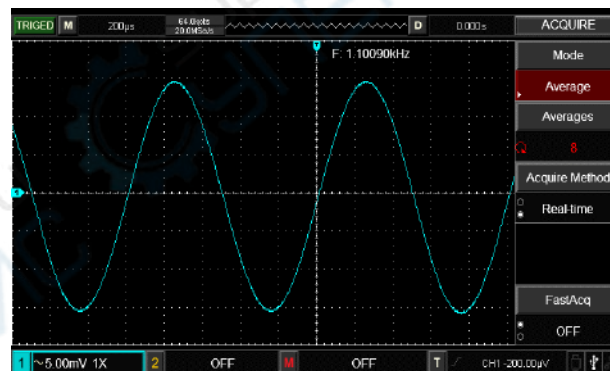 TRIGED M 200µs 64.0kpts D 0.000s ACQUIRE
20.0MSa/s
T
F: 1.10090kHz
Mode
Average
Averages
8
Acquire Method
Real-time
FastAcq
OFF
1 ~5.00mV 1X 2 OFF M OFF T CH1-200.00µV